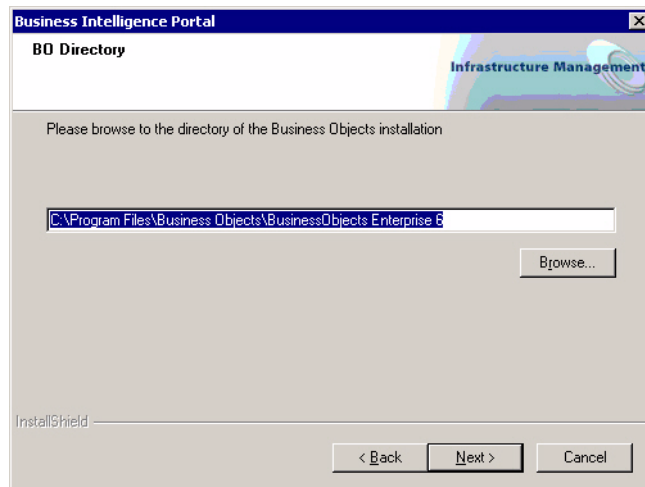 Business Intelligence Portal
BO Directory
Infrastructure Management
Please browse to the directory of the Business Objects installation
C:\Program Files\Business Objects\BusinessObjects Enterprise 6
Browse...
InstallShield
< Back
Next >
Cancel